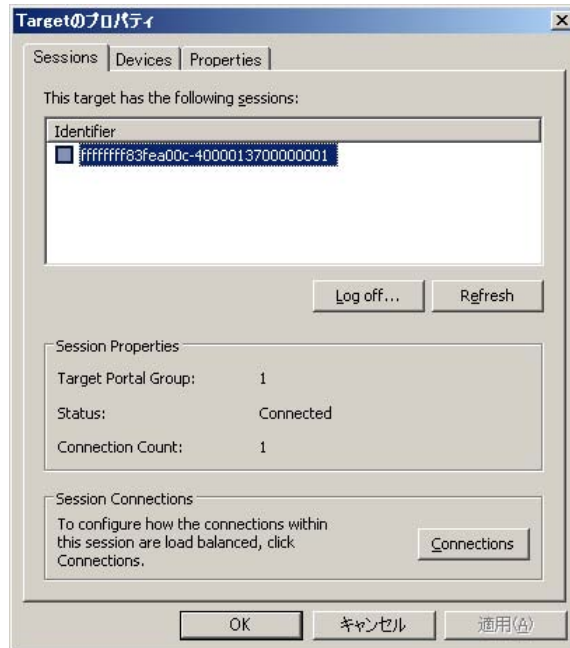 Targetのプロパティ
Sessions Devices Properties
This target has the following sessions:
Identifier
ffffffff83fea00c-4000013700000001
Log off... Refresh
Session Properties
Target Portal Group: 1
Status: Connected
Connection Count: 1
Session Connections
To configure how the connections within
this session are load balanced, click
Connections.
Connections
OK キャンセル 適用(A)